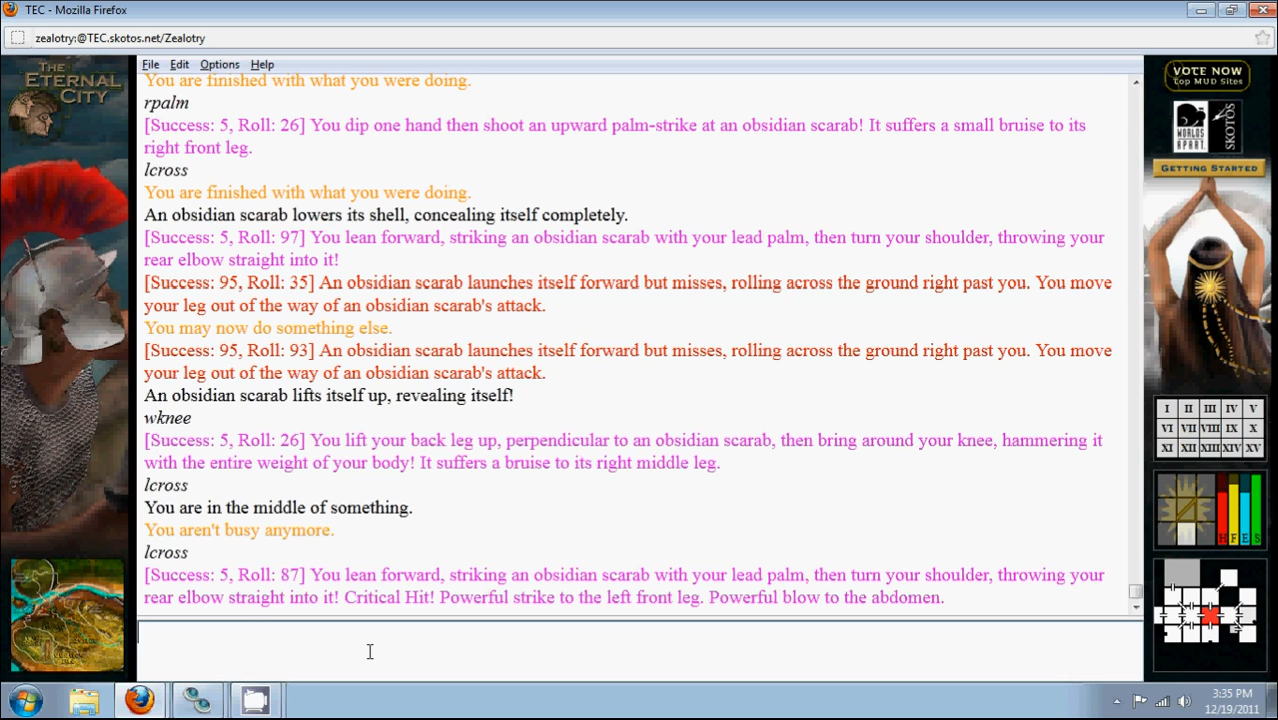 TEC - Mozilla Firefox
zealotry:@TEC.skotos.net/Zealotry
THE ETERNAL CITY
File Edit Options Help
You are finished with what you were doing.
rpalm
[Success: 5, Roll: 26] You dip one hand then shoot an upward palm-strike at an obsidian scarab! It suffers a small bruise to its
right front leg.
lcross
You are finished with what you were doing.
An obsidian scarab lowers its shell, concealing itself completely.
[Success: 5, Roll: 97] You lean forward, striking an obsidian scarab with your lead palm, then turn your shoulder, throwing your
rear elbow straight into it!
[Success: 95, Roll: 35] An obsidian scarab launches itself forward but misses, rolling across the ground right past you. You move
your leg out of the way of an obsidian scarab's attack.
You may now do something else.
[Success: 95, Roll: 93] An obsidian scarab launches itself forward but misses, rolling across the ground right past you. You move
your leg out of the way of an obsidian scarab's attack.
An obsidian scarab lifts itself up, revealing itself!
wknee
[Success: 5, Roll: 26] You lift your back leg up, perpendicular to an obsidian scarab, then bring around your knee, hammering it
with the entire weight of your body! It suffers a bruise to its right middle leg.
lcross
You are in the middle of something.
You aren't busy anymore.
lcross
[Success: 5, Roll: 87] You lean forward, striking an obsidian scarab with your lead palm, then turn your shoulder, throwing your
rear elbow straight into it! Critical Hit! Powerful strike to the left front leg. Powerful blow to the abdomen.
VOTE NOW
Top MUD Sites
WORLDS APART
SKOTOS
GETTING STARTED
I II III IV V
VI VII VIII IX X
XI XII XIII XIV XV
H F E S
3:35 PM
12/19/2011